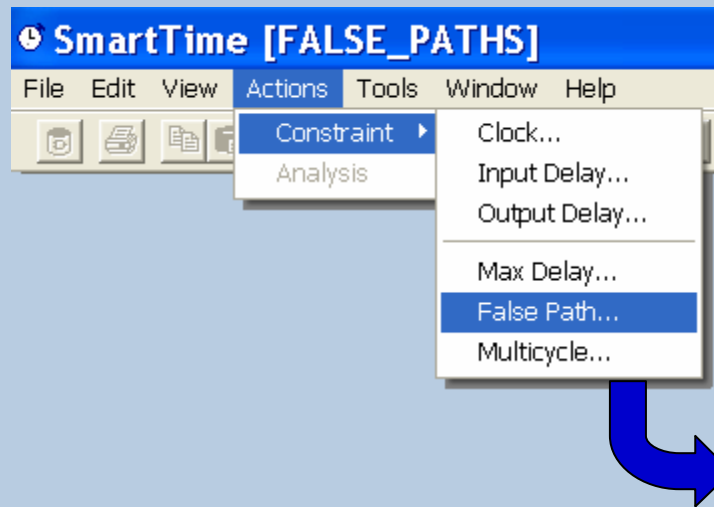 SmartTime [FALSE_PATHS]
File Edit View Actions Tools Window Help
Constraint
Analysis
Clock...
Input Delay...
Output Delay...
Max Delay...
False Path...
Multicycle...